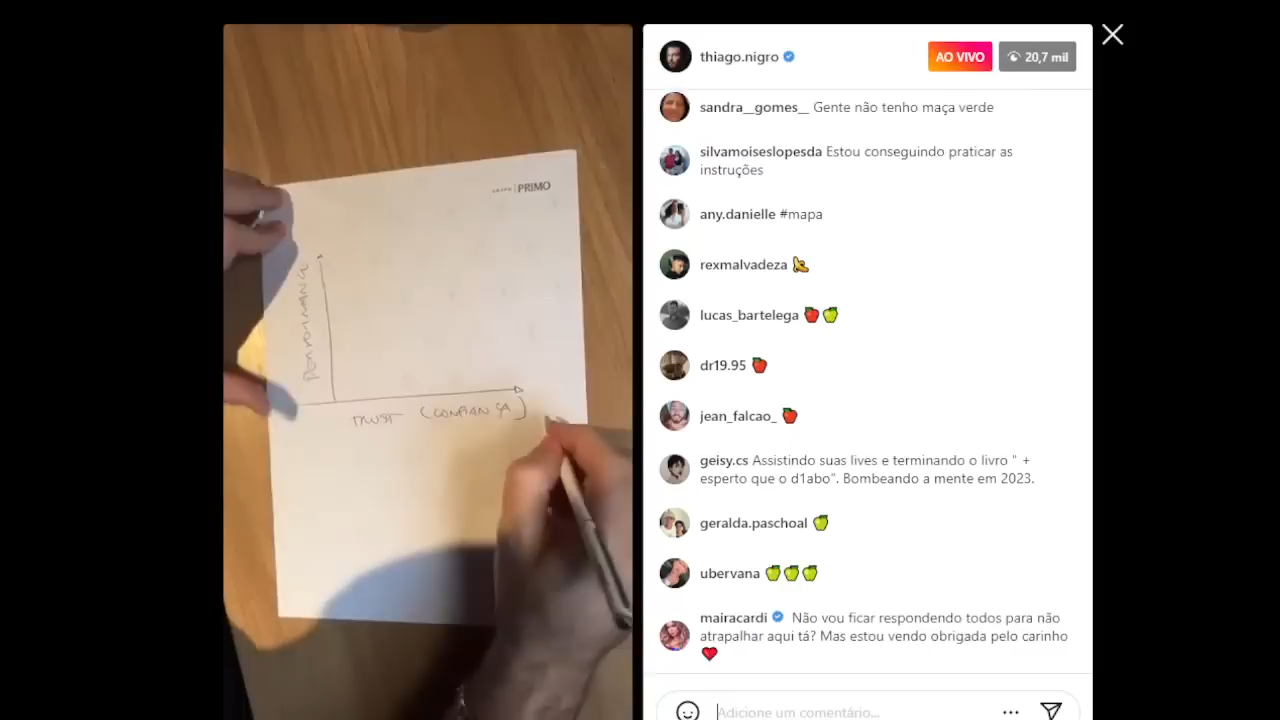 PRIMO
PERFORMANCE
TRUST (CONFIANÇA)
thiago.nigro
AO VIVO
20,7 mil
sandra__gomes__ Gente não tenho maça verde
silvamoiseslopesda Estou conseguindo praticar as
instruções
any.danielle #mapa
rexmalvadeza
lucas_bartelega
dr19.95
jean_falcao_
geisy.cs Assistindo suas lives e terminando o livro " +
esperto que o d1abo". Bombeando a mente em 2023.
geralda.paschoal
ubervana
mairacardi Não vou ficar respondendo todos para não
atrapalhar aqui tá? Mas estou vendo obrigada pelo carinho
Adicione um comentário...